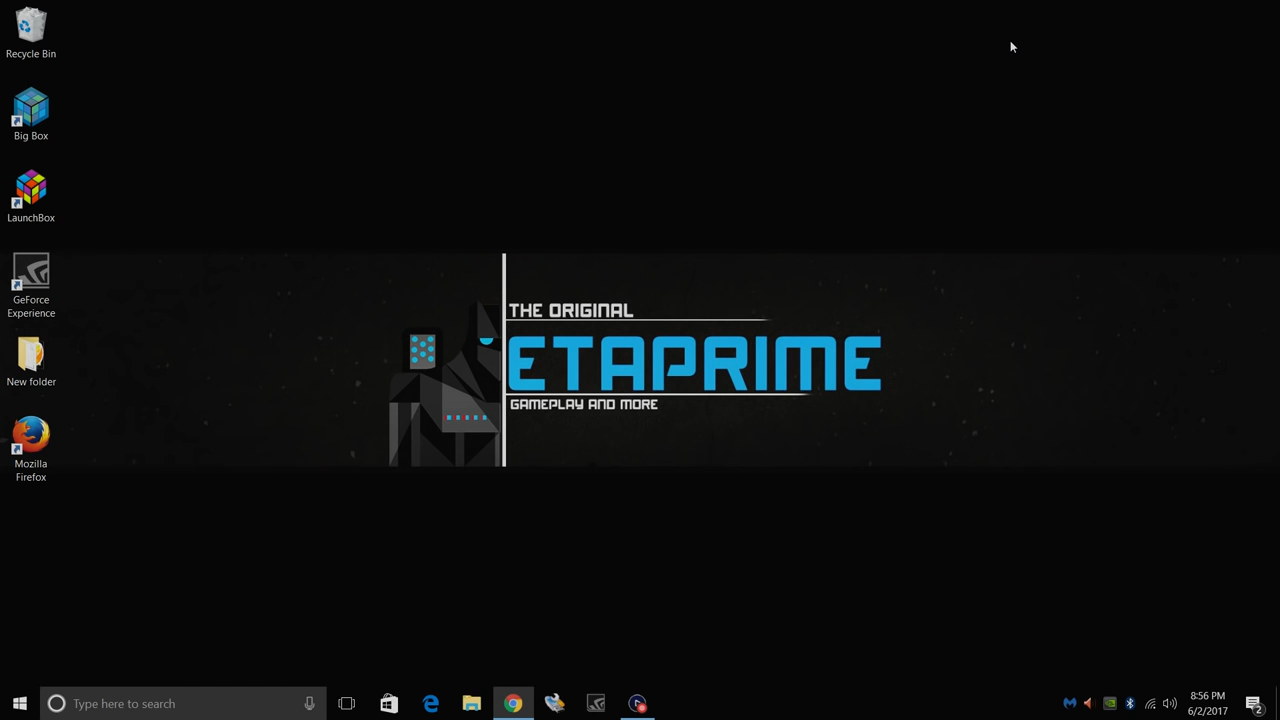 Recycle Bin
Big Box
LaunchBox
GeForce
Experience
New folder
Mozilla
Firefox
THE ORIGINAL
ETAPRIME
GAMEPLAY AND MORE
Type here to search
8:56 PM
6/2/2017
2